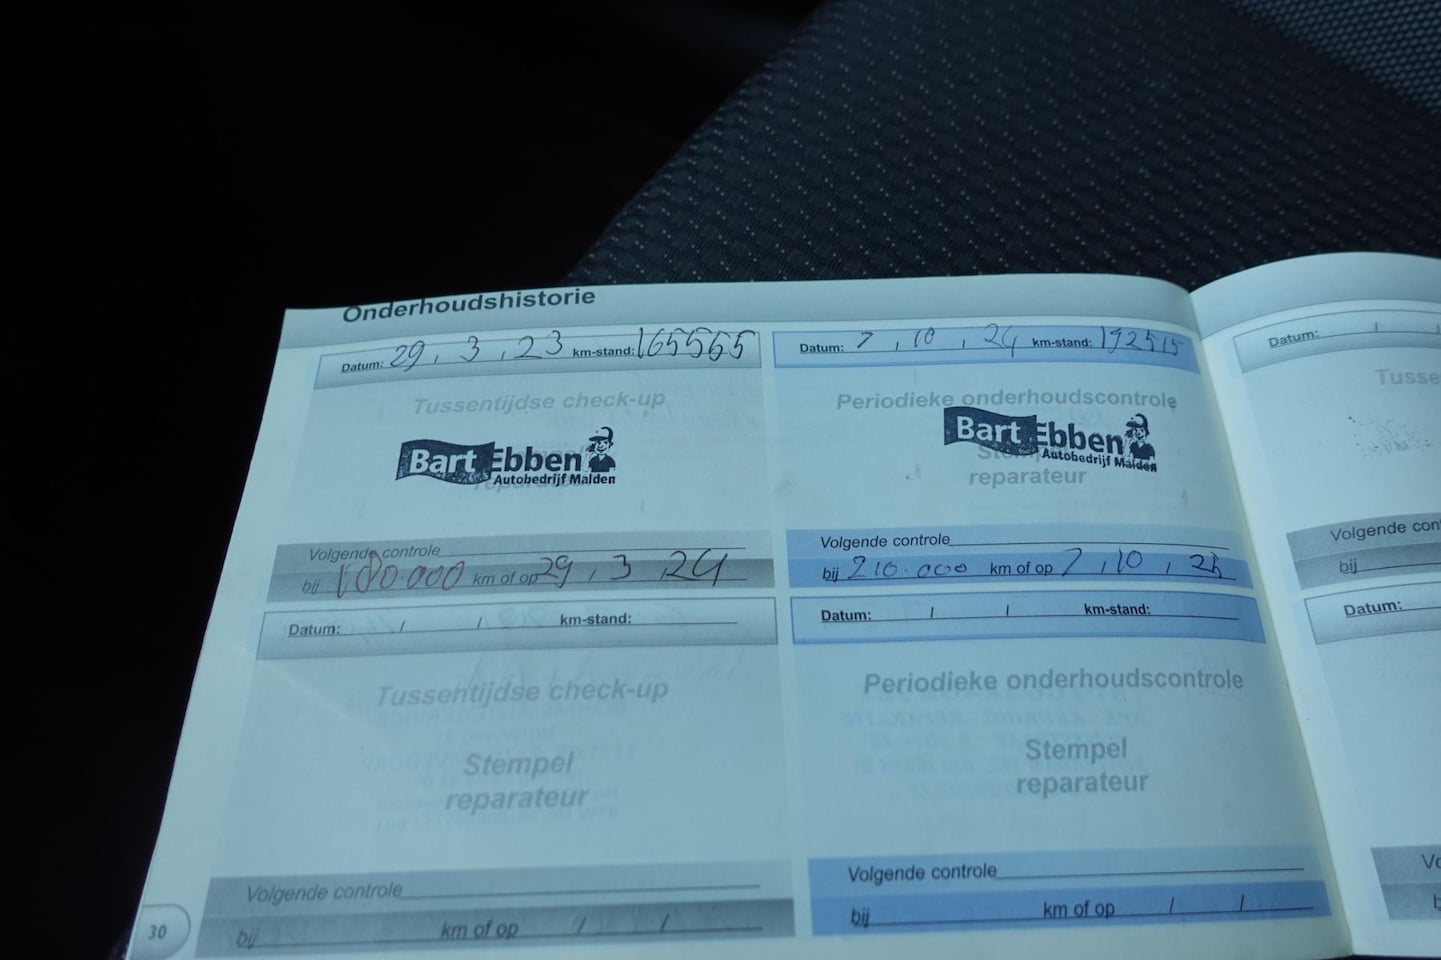 Onderhoudshistorie
Datum: 29 , 3 , 23 km-stand: 165565
Tussentijdse check-up
Bart Ebben
Autobedrijf Malden
Volgende controle
bij 180.000 km of op 29 , 3 , 24
Datum: 7 , 10 , 24 km-stand: 192515
Periodieke onderhoudscontrole
Bart Ebben
Autobedrijf Malden
reparateur
Volgende controle
bij 210.000 km of op 7 , 10 , 25
Datum: / / km-stand:
Tussentijdse check-up
Stempel
reparateur
Volgende controle
bij km of op / /
Datum: / / km-stand:
Periodieke onderhoudscontrole
Stempel
reparateur
Volgende controle
bij km of op / /
30
Datum: /
Tusse
Volgende con
bij
Datum: